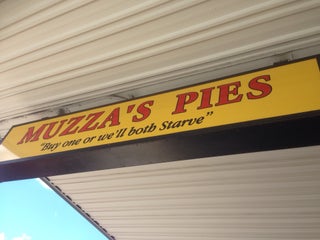 MUZZA'S PIES
"Buy one or we'll both Starve"